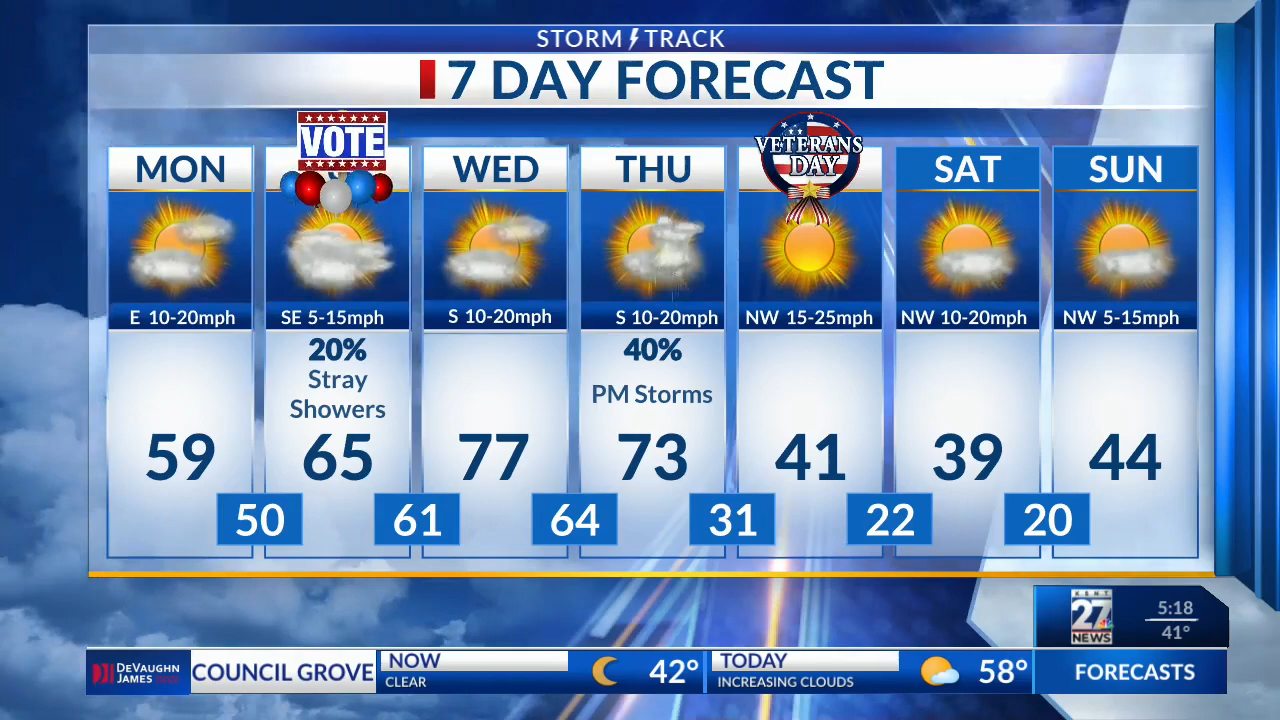 STORM TRACK
7 DAY FORECAST
MON
VOTE
WED
THU
VETERANS
DAY
SAT
SUN
E 10-20mph
SE 5-15mph
S 10-20mph
S 10-20mph
NW 15-25mph
NW 10-20mph
NW 5-15mph
20%
Stray
Showers
40%
PM Storms
59
65
77
73
41
39
44
50
61
64
31
22
20
KENT
27
NEWS
5:18
41°
DEVAUGHN
JAMES
COUNCIL GROVE
NOW
CLEAR
42°
TODAY
INCREASING CLOUDS
58°
FORECASTS